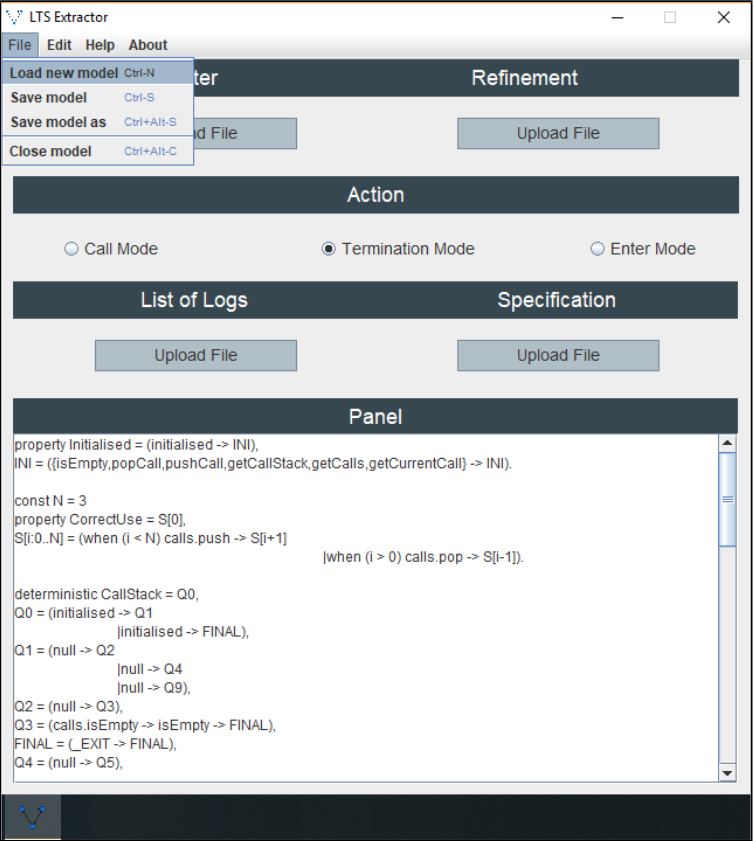 LTS Extractor
File Edit Help About
Load new model Ctrl-N
Save model Ctrl-S
Save model as Ctrl+Alt-S
Close model Ctrl+Alt-C
ter Refinement
d File Upload File
Action
Call Mode Termination Mode Enter Mode
List of Logs Specification
Upload File Upload File
Panel
property Initialised = (initialised -> INI),
INI = ({isEmpty,popCall,pushCall,getCallStack,getCalls,getCurrentCall} -> INI).
const N = 3
property CorrectUse = S[0],
S[i:0..N] = (when (i < N) calls.push -> S[i+1]
|when (i > 0) calls.pop -> S[i-1]).
deterministic CallStack = Q0,
Q0 = (initialised -> Q1
|initialised -> FINAL),
Q1 = (null -> Q2
|null -> Q4
|null -> Q9),
Q2 = (null -> Q3),
Q3 = (calls.isEmpty -> isEmpty -> FINAL),
FINAL = (_EXIT -> FINAL),
Q4 = (null -> Q5),